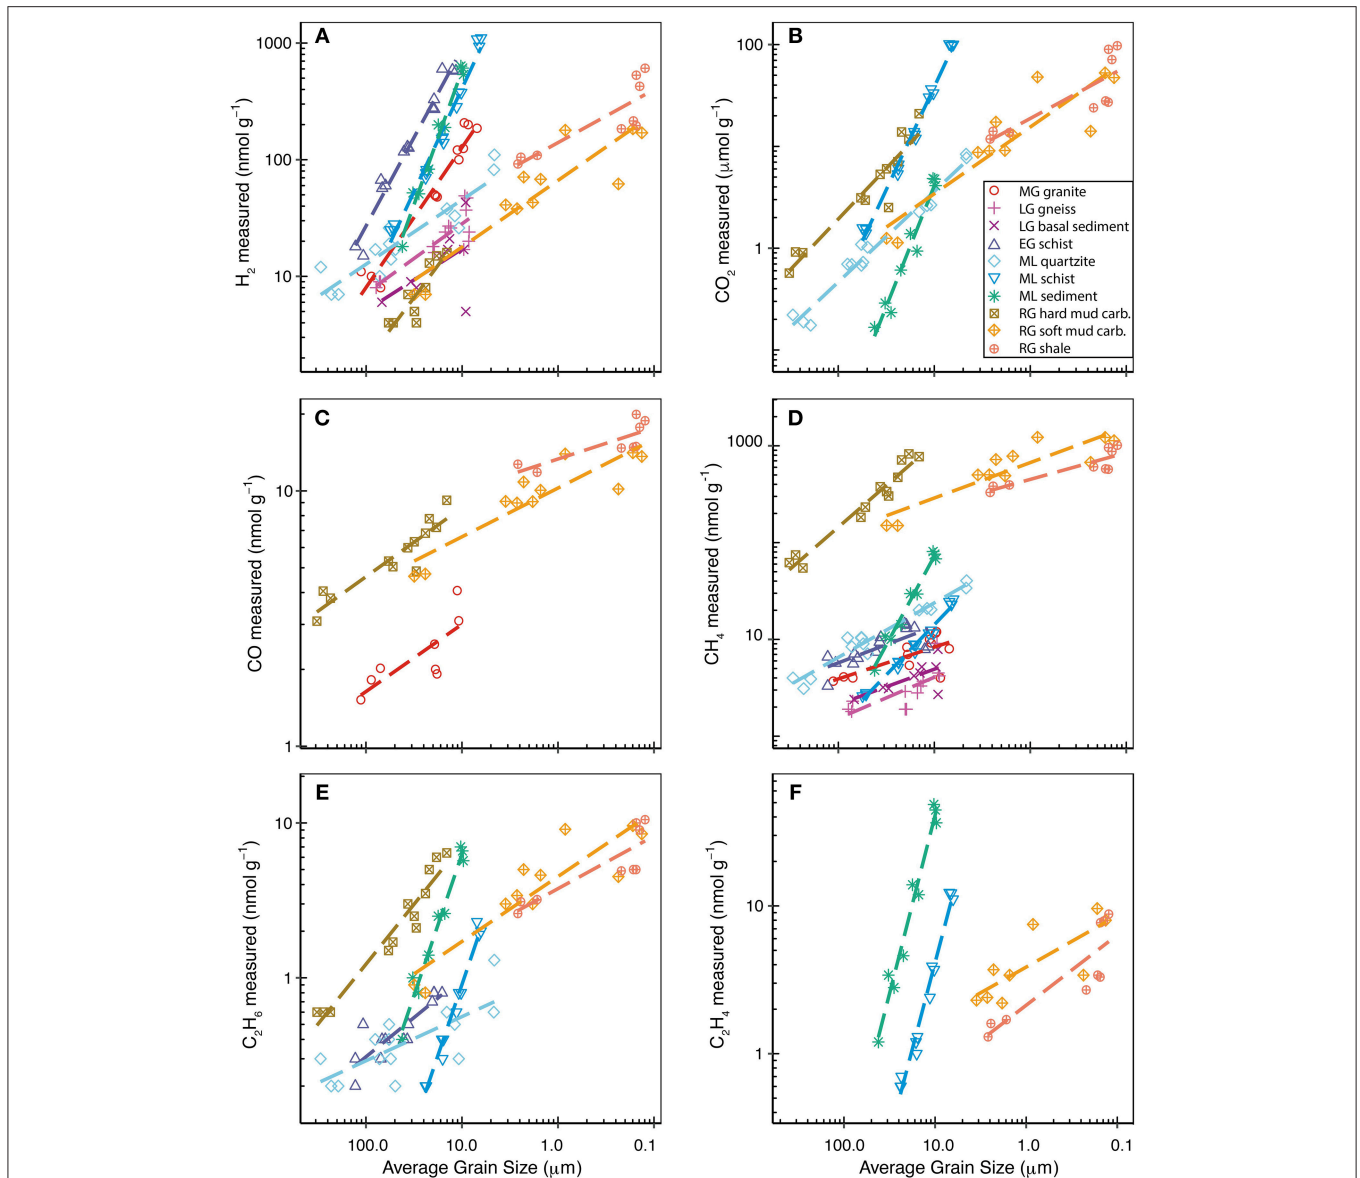 A
H₂ measured (nmol g⁻¹)
1000
100
10
B
CO₂ measured (μmol g⁻¹)
100
10
1
MG granite
LG gneiss
LG basal sediment
EG schist
ML quartzite
ML schist
ML sediment
RG hard mud carb.
RG soft mud carb.
RG shale
C
CO measured (nmol g⁻¹)
10
1
D
CH₄ measured (nmol g⁻¹)
1000
10
E
C₂H₆ measured (nmol g⁻¹)
10
1
100.0 10.0 1.0 0.1
Average Grain Size (μm)
F
C₂H₄ measured (nmol g⁻¹)
10
1
100.0 10.0 1.0 0.1
Average Grain Size (μm)